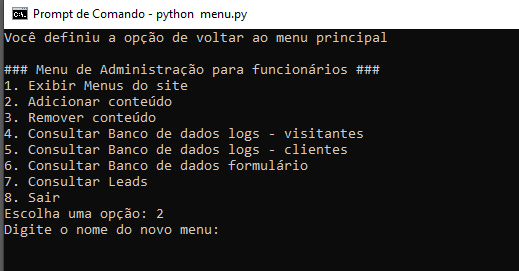 Prompt de Comando - python menu.py
Você definiu a opção de voltar ao menu principal
### Menu de Administração para funcionários ###
1. Exibir Menus do site
2. Adicionar conteúdo
3. Remover conteúdo
4. Consultar Banco de dados logs - visitantes
5. Consultar Banco de dados logs - clientes
6. Consultar Banco de dados formulário
7. Consultar Leads
8. Sair
Escolha uma opção: 2
Digite o nome do novo menu: